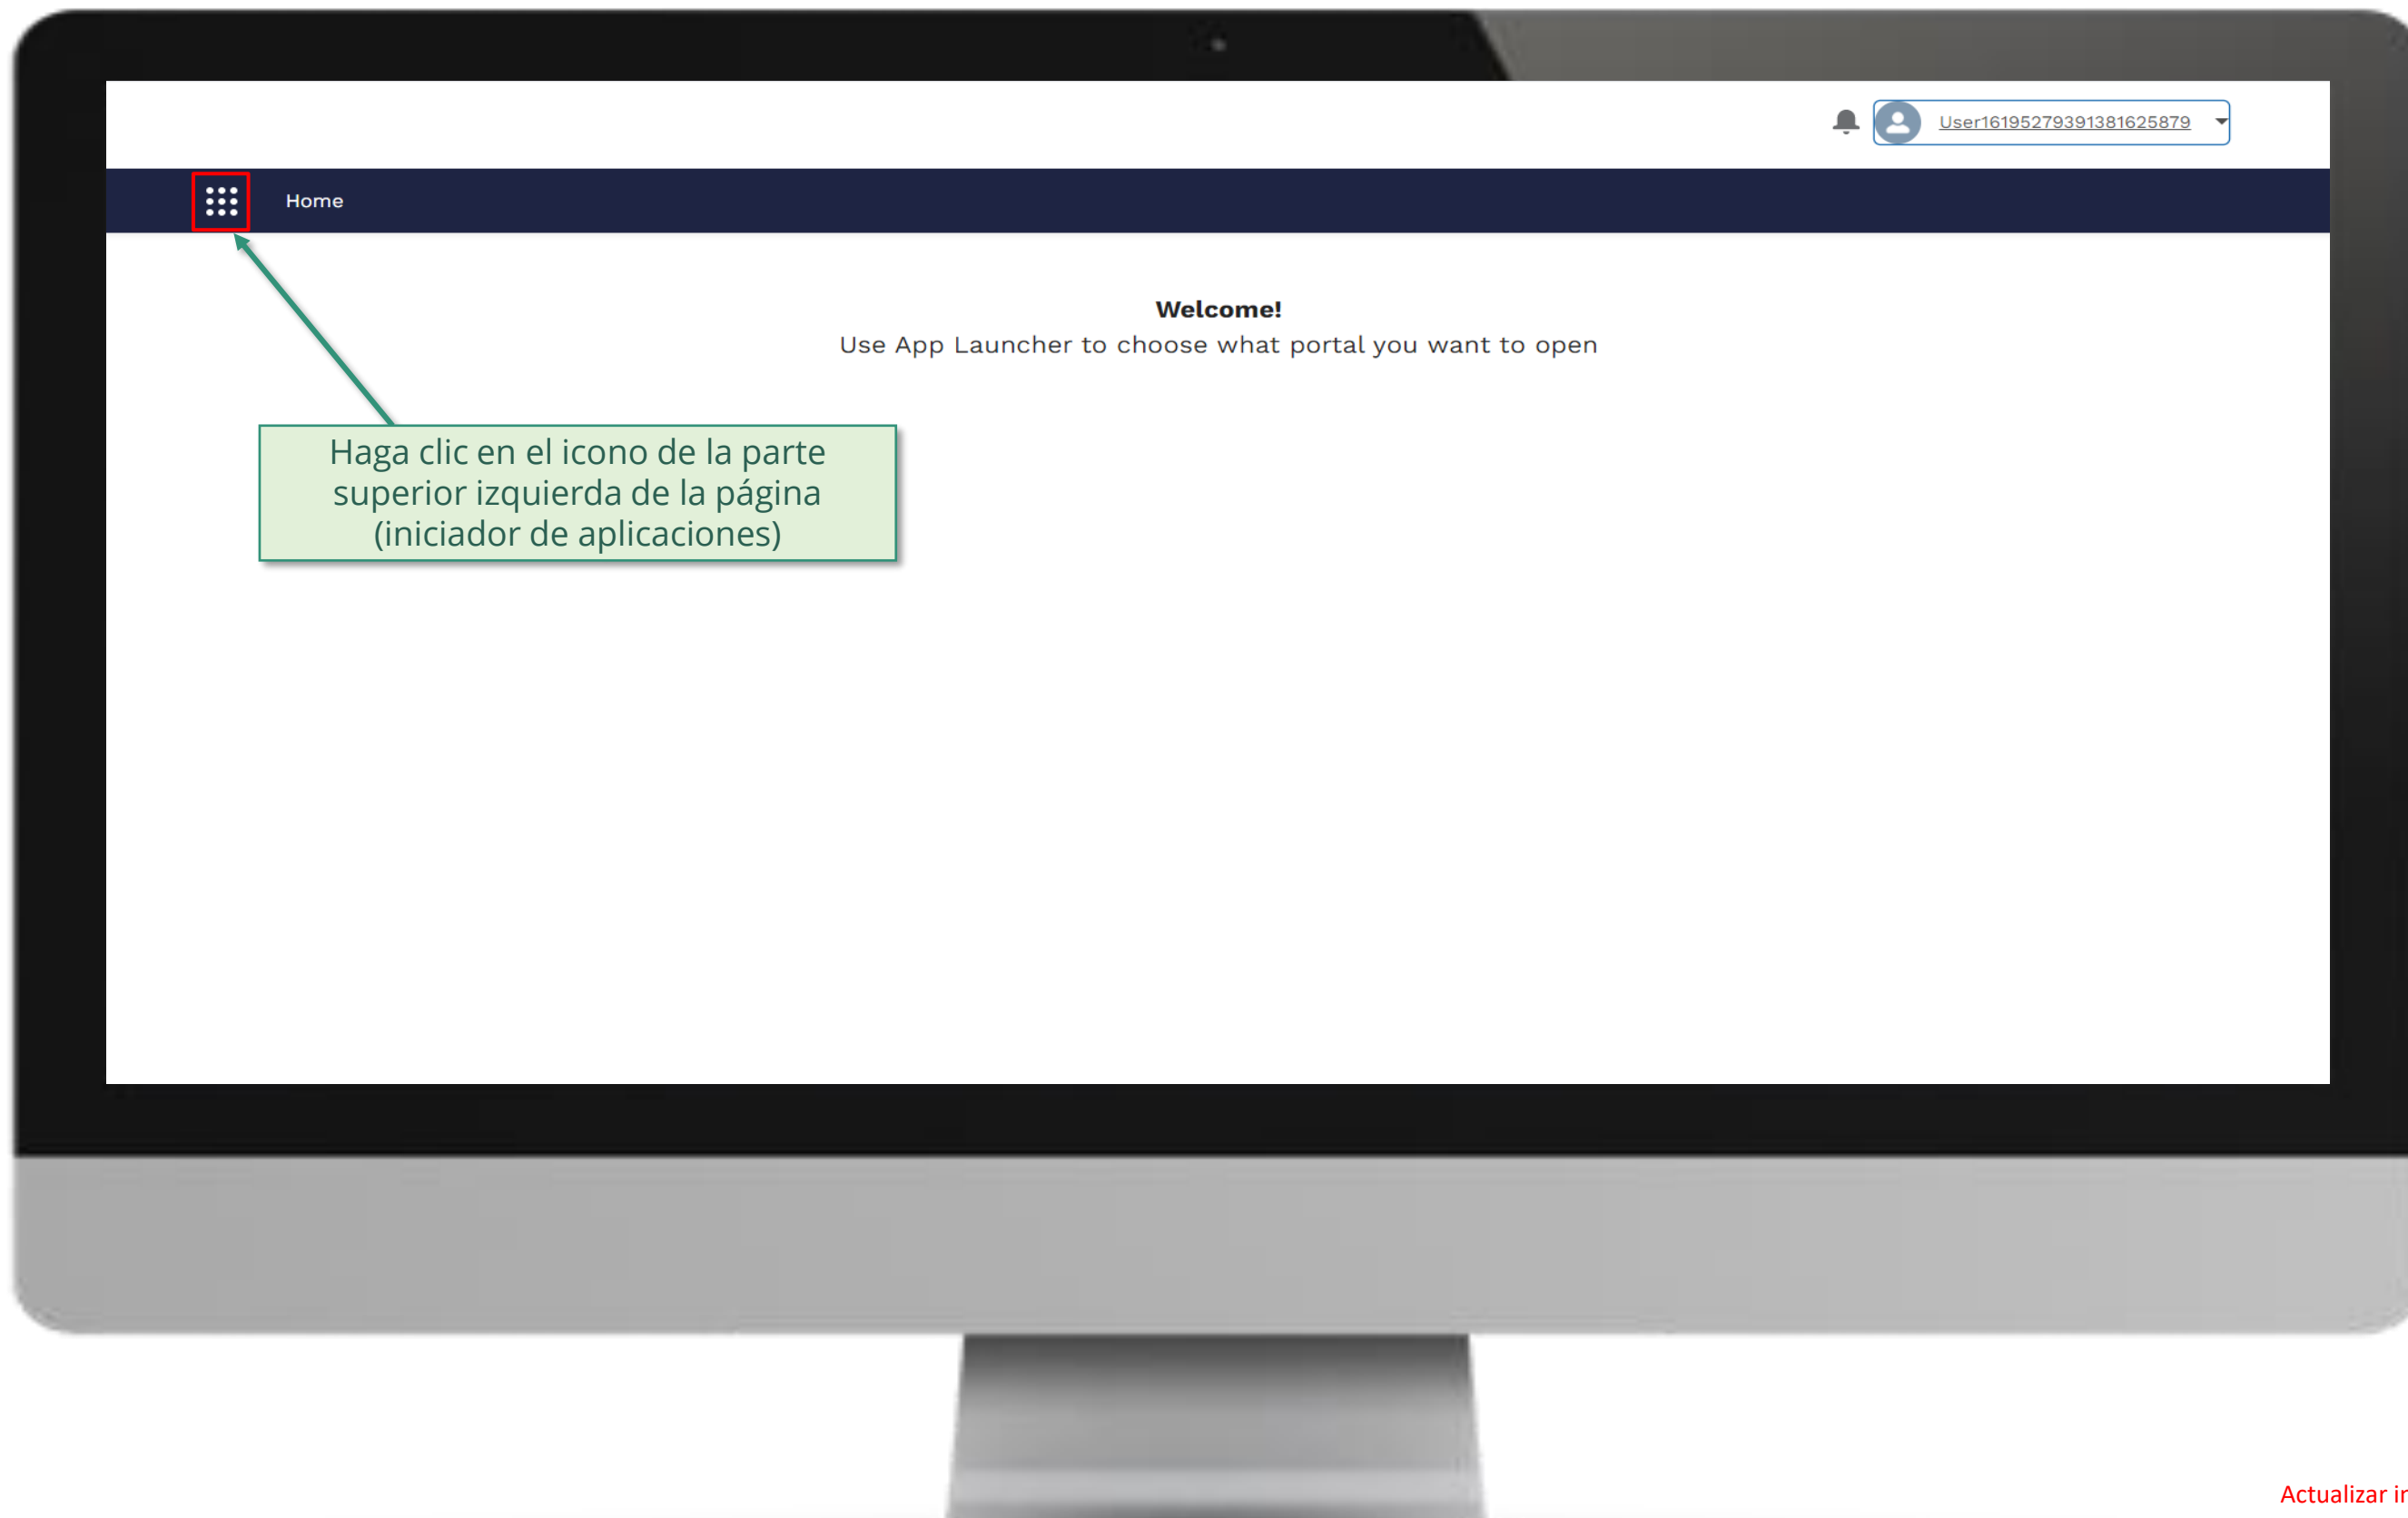 User16195279391381625879
Home
Welcome!
Use App Launcher to choose what portal you want to open
Haga clic en el icono de la parte
superior izquierda de la página
(iniciador de aplicaciones)
Actualizar